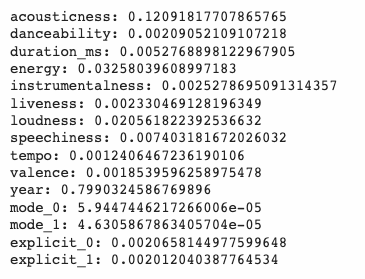 acousticness: 0.12091817707865765
danceability: 0.00209052109107218
duration_ms: 0.0052768898122967905
energy: 0.03258039608997183
instrumentalness: 0.0025278695091314357
liveness: 0.002330469128196349
loudness: 0.020561822392536632
speechiness: 0.007403181672026032
tempo: 0.0012406467236190106
valence: 0.0018539596258975478
year: 0.7990324586769896
mode_0: 5.9447446217266006e-05
mode_1: 4.6305867863405704e-05
explicit_0: 0.0020658144977599648
explicit_1: 0.002012040387764534